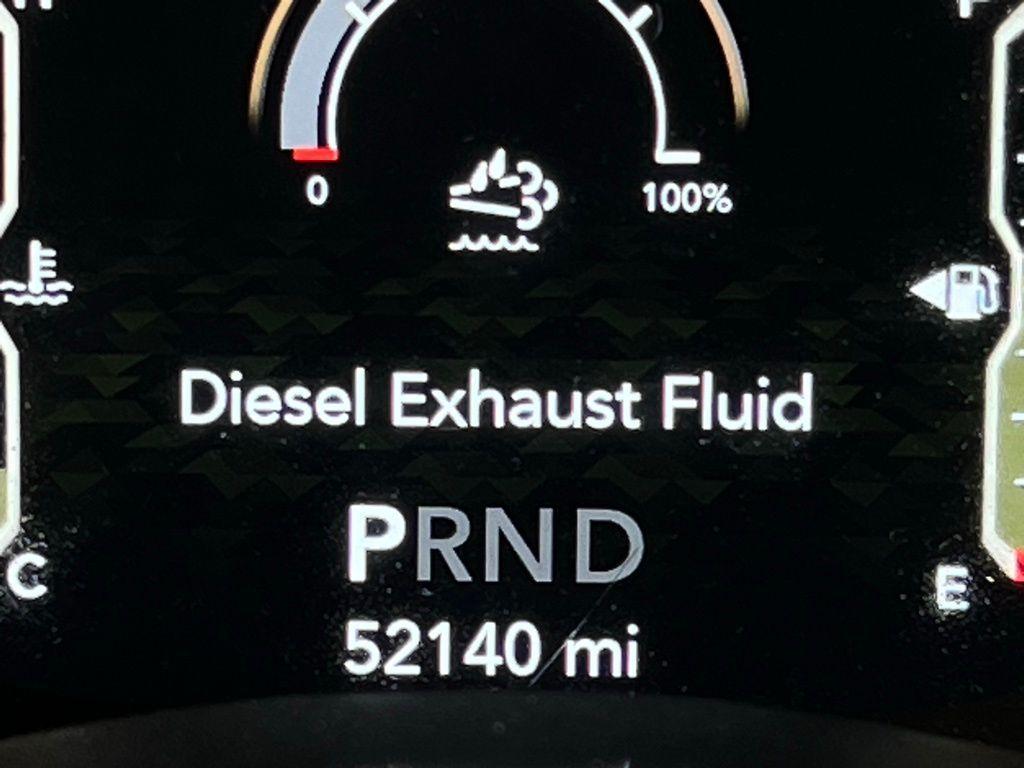 H F
0 100%
Diesel Exhaust Fluid
PRND
C E
52140 mi